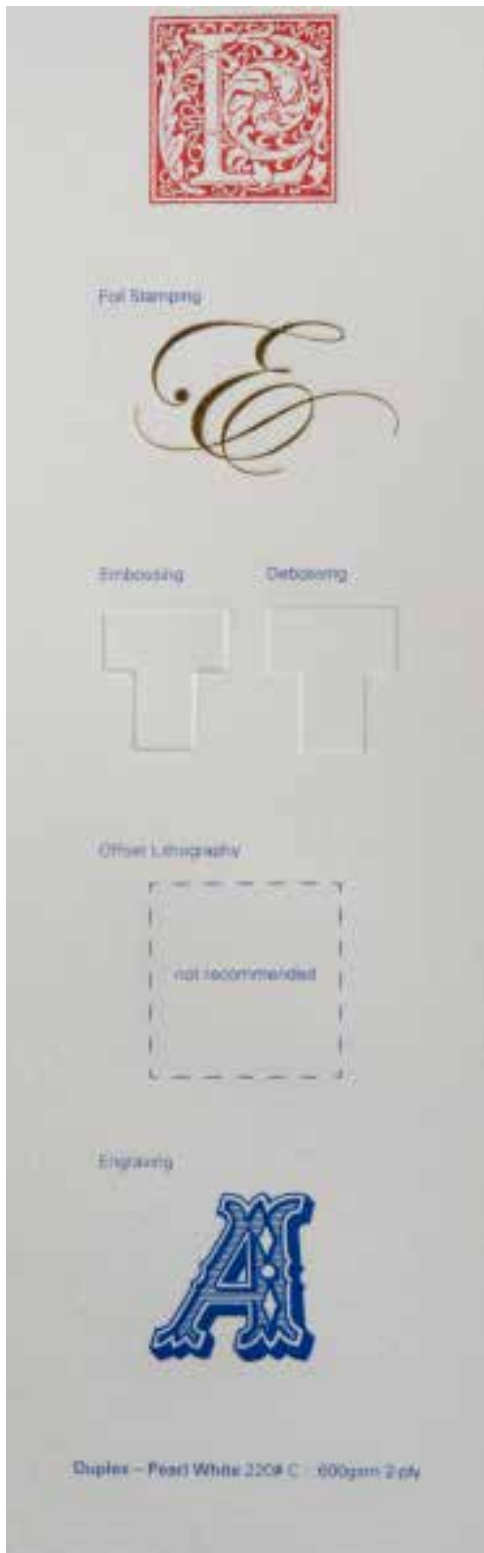 L
Foil Stamping
E
Embossing Debossing
T T
Offset Lithography
not recommended
Engraving
A
Duplex – Pearl White 220# C 600gsm 2-ply